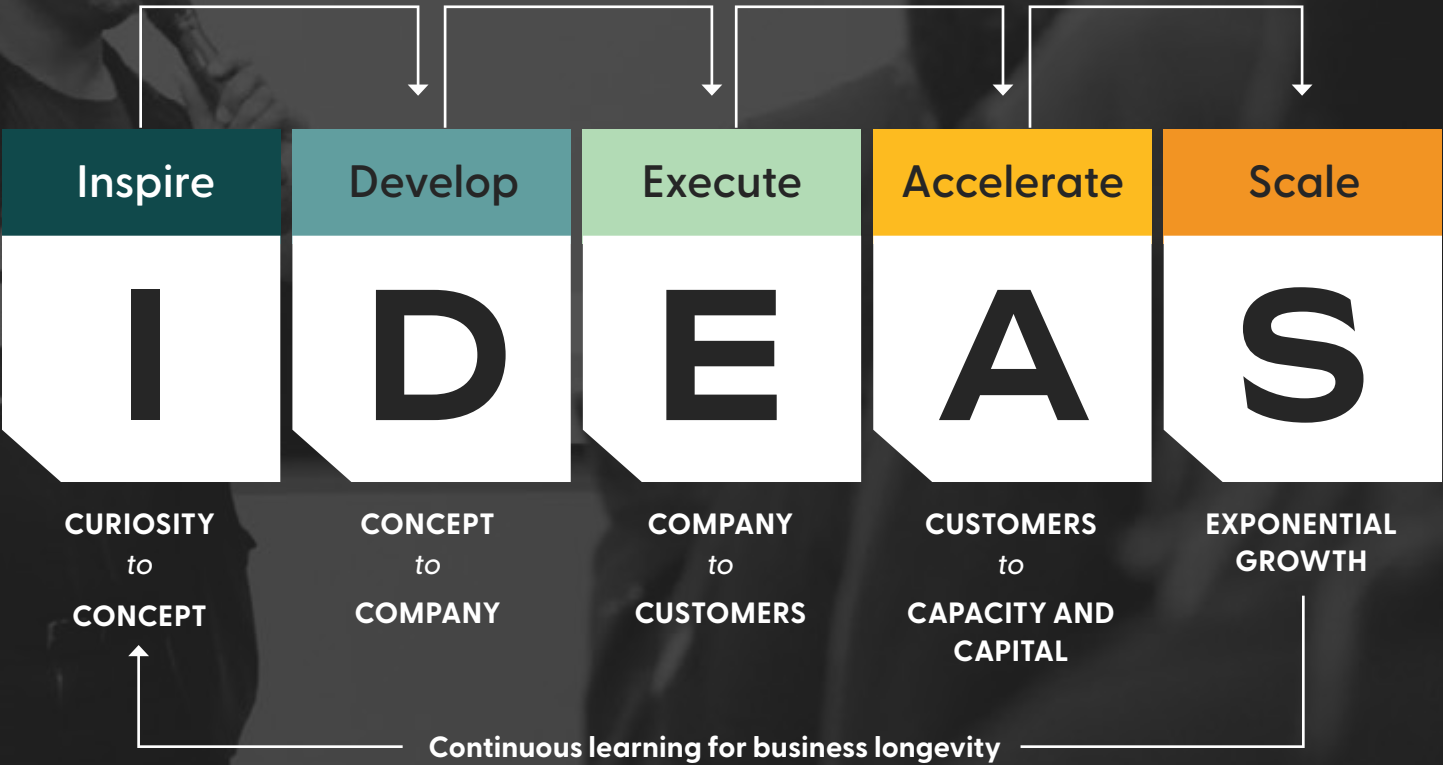 Inspire
Develop
Execute
Accelerate
Scale
I
D
E
A
S
CURIOSITY
to
CONCEPT
CONCEPT
to
COMPANY
COMPANY
to
CUSTOMERS
CUSTOMERS
to
CAPACITY AND
CAPITAL
EXPONENTIAL
GROWTH
Continuous learning for business longevity